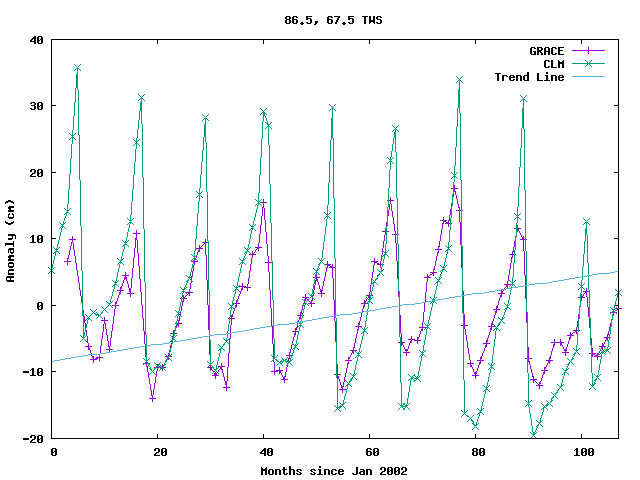 86.5, 67.5 TWS
GRACE
CLM
Trend Line
Anomaly (cm)
40
30
20
10
0
-10
-20
0 20 40 60 80 100
Months since Jan 2002